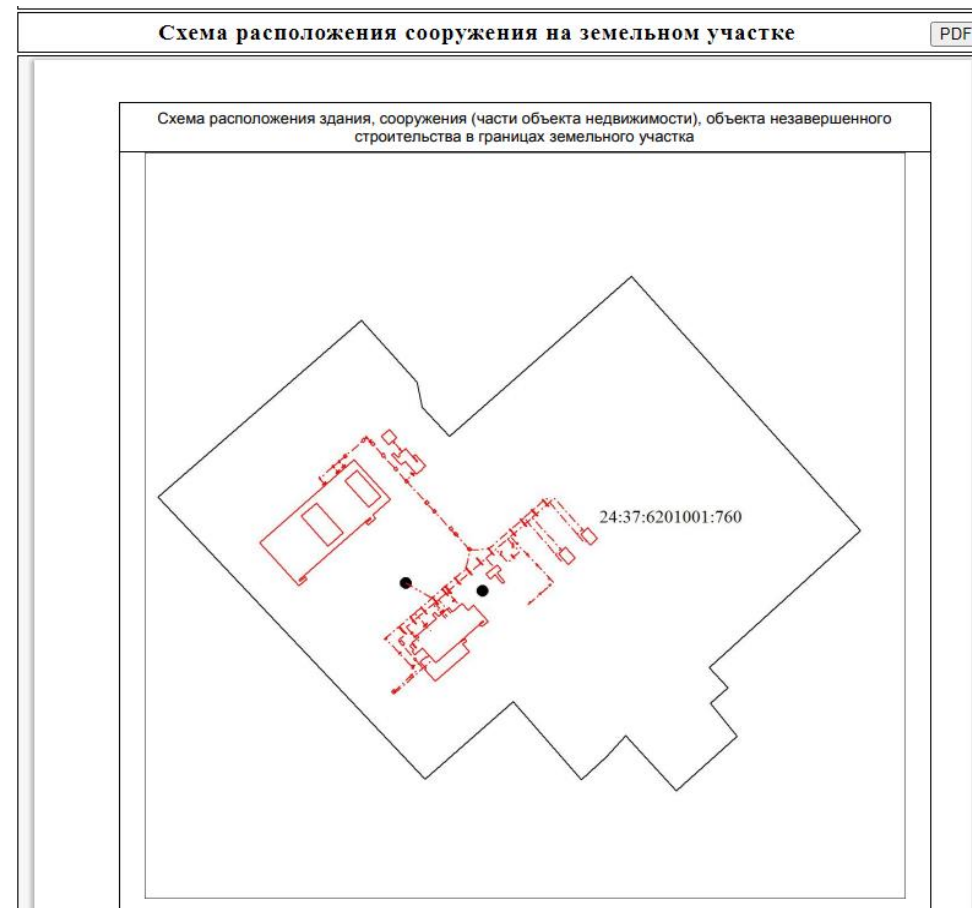 Схема расположения сооружения на земельном участке
PDF
Схема расположения здания, сооружения (части объекта недвижимости), объекта незавершенного
строительства в границах земельного участка
24:37:6201001:760